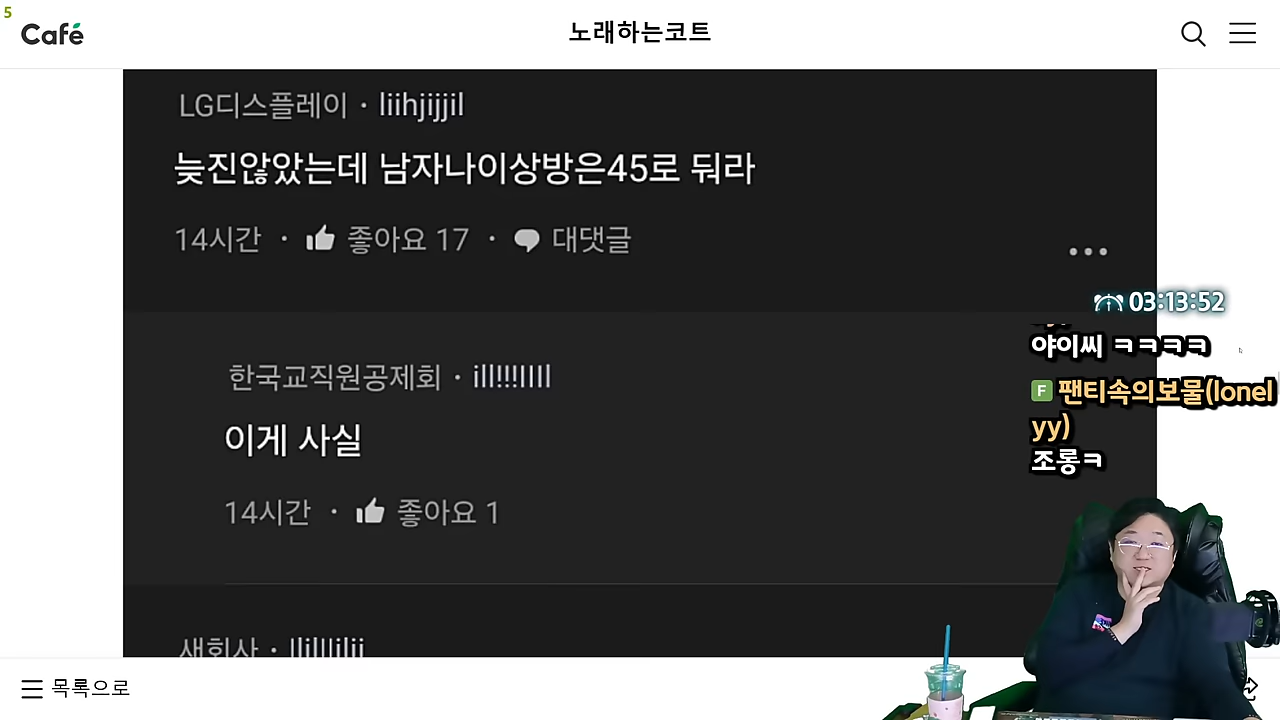 5
Café
노래하는코트
LG디스플레이 · liihjijjil
늦진않았는데 남자나이상방은45로 둬라
14시간 · 좋아요 17 · 대댓글
03:13:52
야이씨 ㅋㅋㅋㅋ
한국교직원공제회 · ill!!!llll
F 팬티속의보물(lonel
yy)
이게 사실
조롱ㅋ
14시간 · 좋아요 1
새회사
목록으로